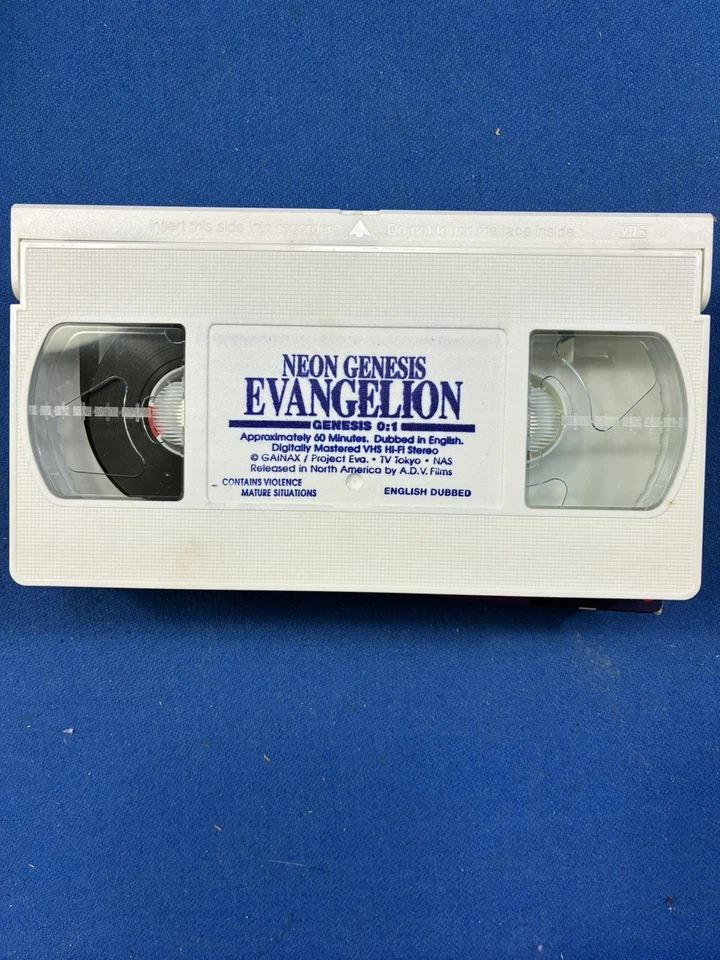 Insert this side into recorder Do not touch the tape inside VHS
NEON GENESIS
EVANGELION
GENESIS 0:1
Approximately 60 Minutes. Dubbed in English.
Digitally Mastered VHS Hi-Fi Stereo
© GAiNAX / Project Eva. • TV Tokyo • NAS
Released in North America by A.D.V. Films
CONTAINS VIOLENCE
MATURE SITUATIONS ENGLISH DUBBED